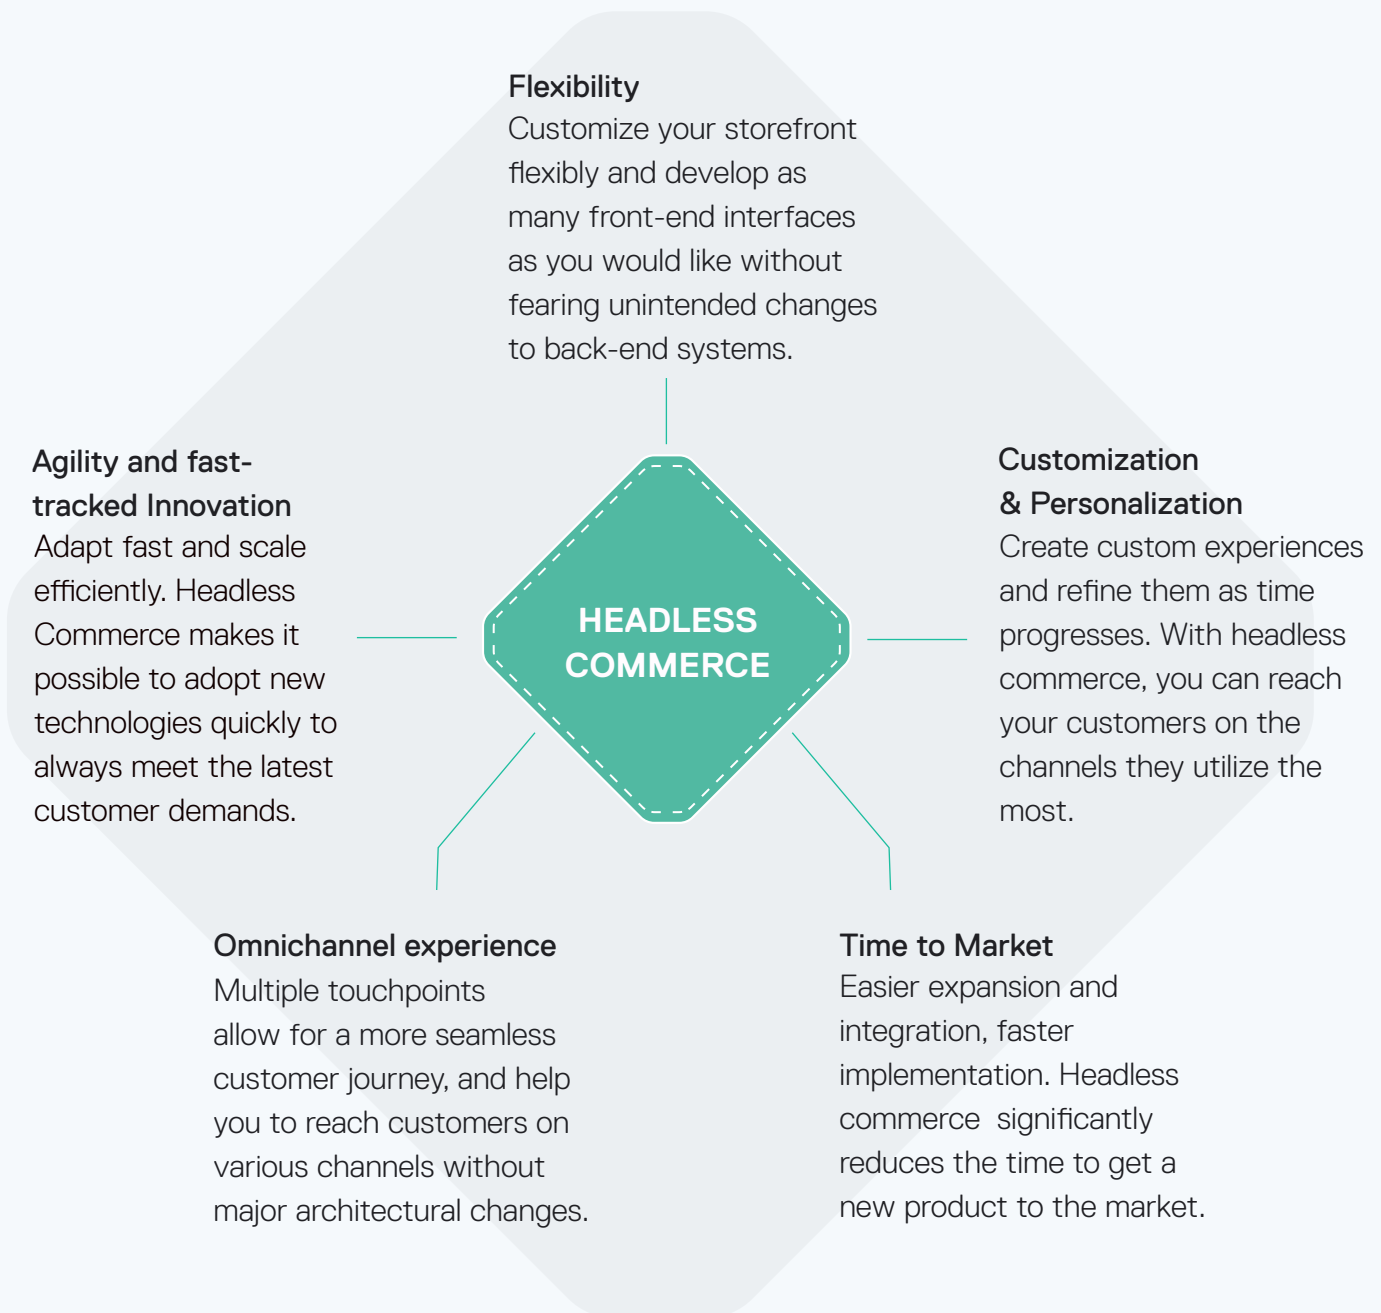 Flexibility
Customize your storefront
flexibly and develop as
many front-end interfaces
as you would like without
fearing unintended changes
to back-end systems.
Agility and fast-
tracked Innovation
Adapt fast and scale
efficiently. Headless
Commerce makes it
possible to adopt new
technologies quickly to
always meet the latest
customer demands.
HEADLESS
COMMERCE
Customization
& Personalization
Create custom experiences
and refine them as time
progresses. With headless
commerce, you can reach
your customers on the
channels they utilize the
most.
Omnichannel experience
Multiple touchpoints
allow for a more seamless
customer journey, and help
you to reach customers on
various channels without
major architectural changes.
Time to Market
Easier expansion and
integration, faster
implementation. Headless
commerce  significantly
reduces the time to get a
new product to the market.